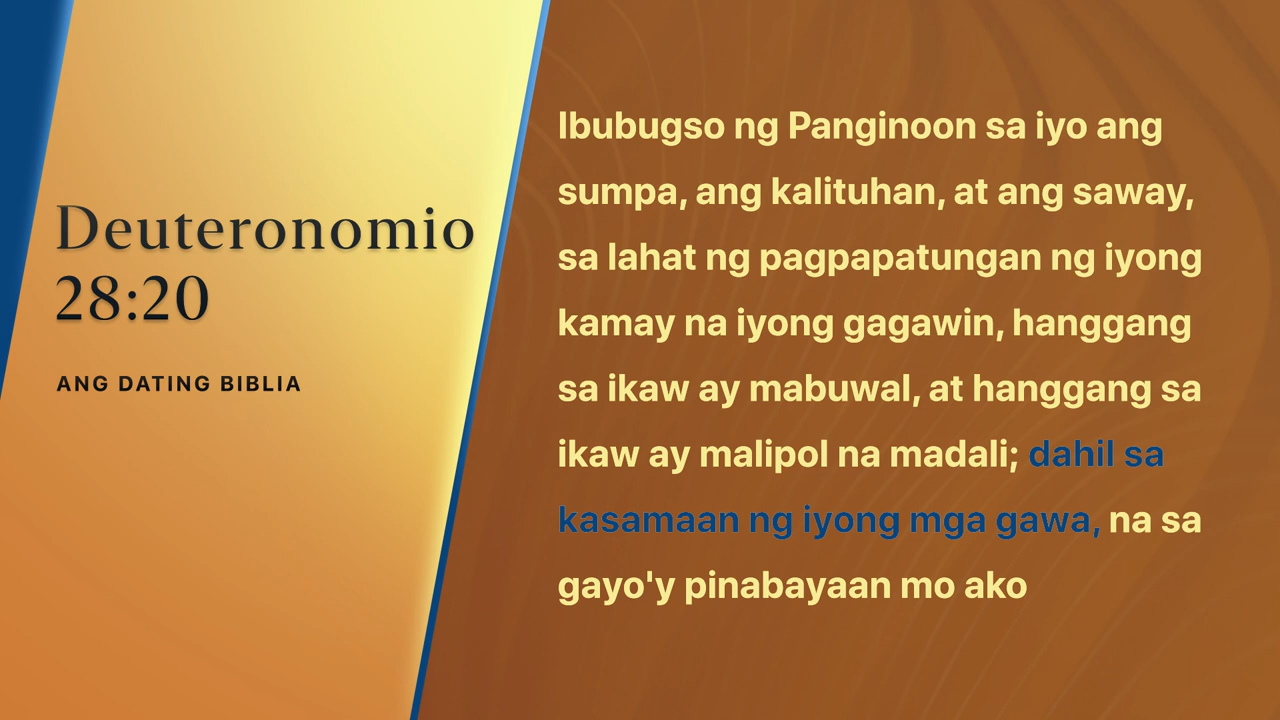 Deuteronomio
28:20
ANG DATING BIBLIA
Ibubugso ng Panginoon sa iyo ang
sumpa, ang kalituhan, at ang saway,
sa lahat ng pagpapatungan ng iyong
kamay na iyong gagawin, hanggang
sa ikaw ay mabuwal, at hanggang sa
ikaw ay malipol na madali; dahil sa
kasamaan ng iyong mga gawa, na sa
gayo'y pinabayaan mo ako